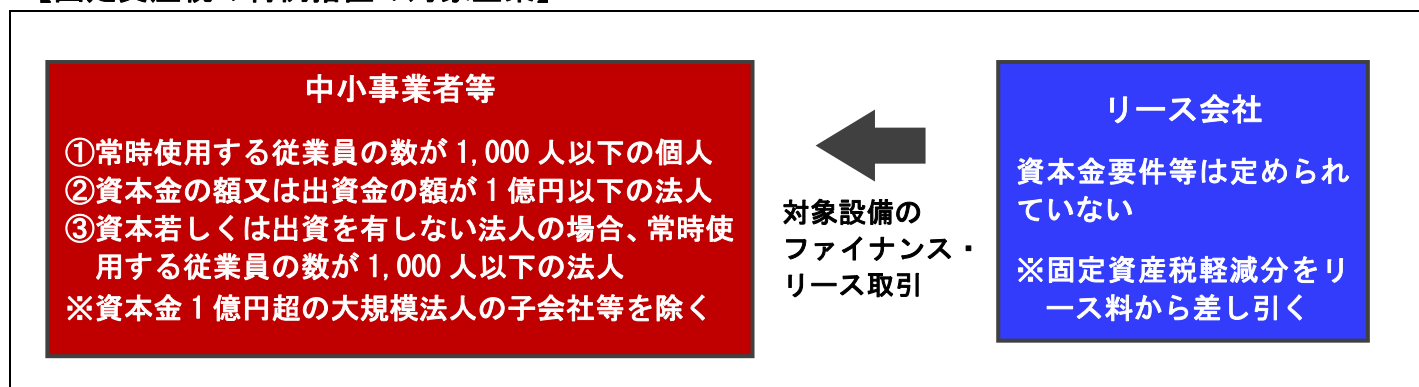 【固定資産税の特例措置の対象企業】
中小事業者等
①常時使用する従業員の数が1,000人以下の個人
②資本金の額又は出資金の額が1億円以下の法人
③資本若しくは出資を有しない法人の場合、常時使
用する従業員の数が1,000人以下の法人
※資本金1億円超の大規模法人の子会社等を除く
対象設備の
ファイナンス・
リース取引
リース会社
資本金要件等は定められ
ていない
※固定資産税軽減分をリ
ース料から差し引く